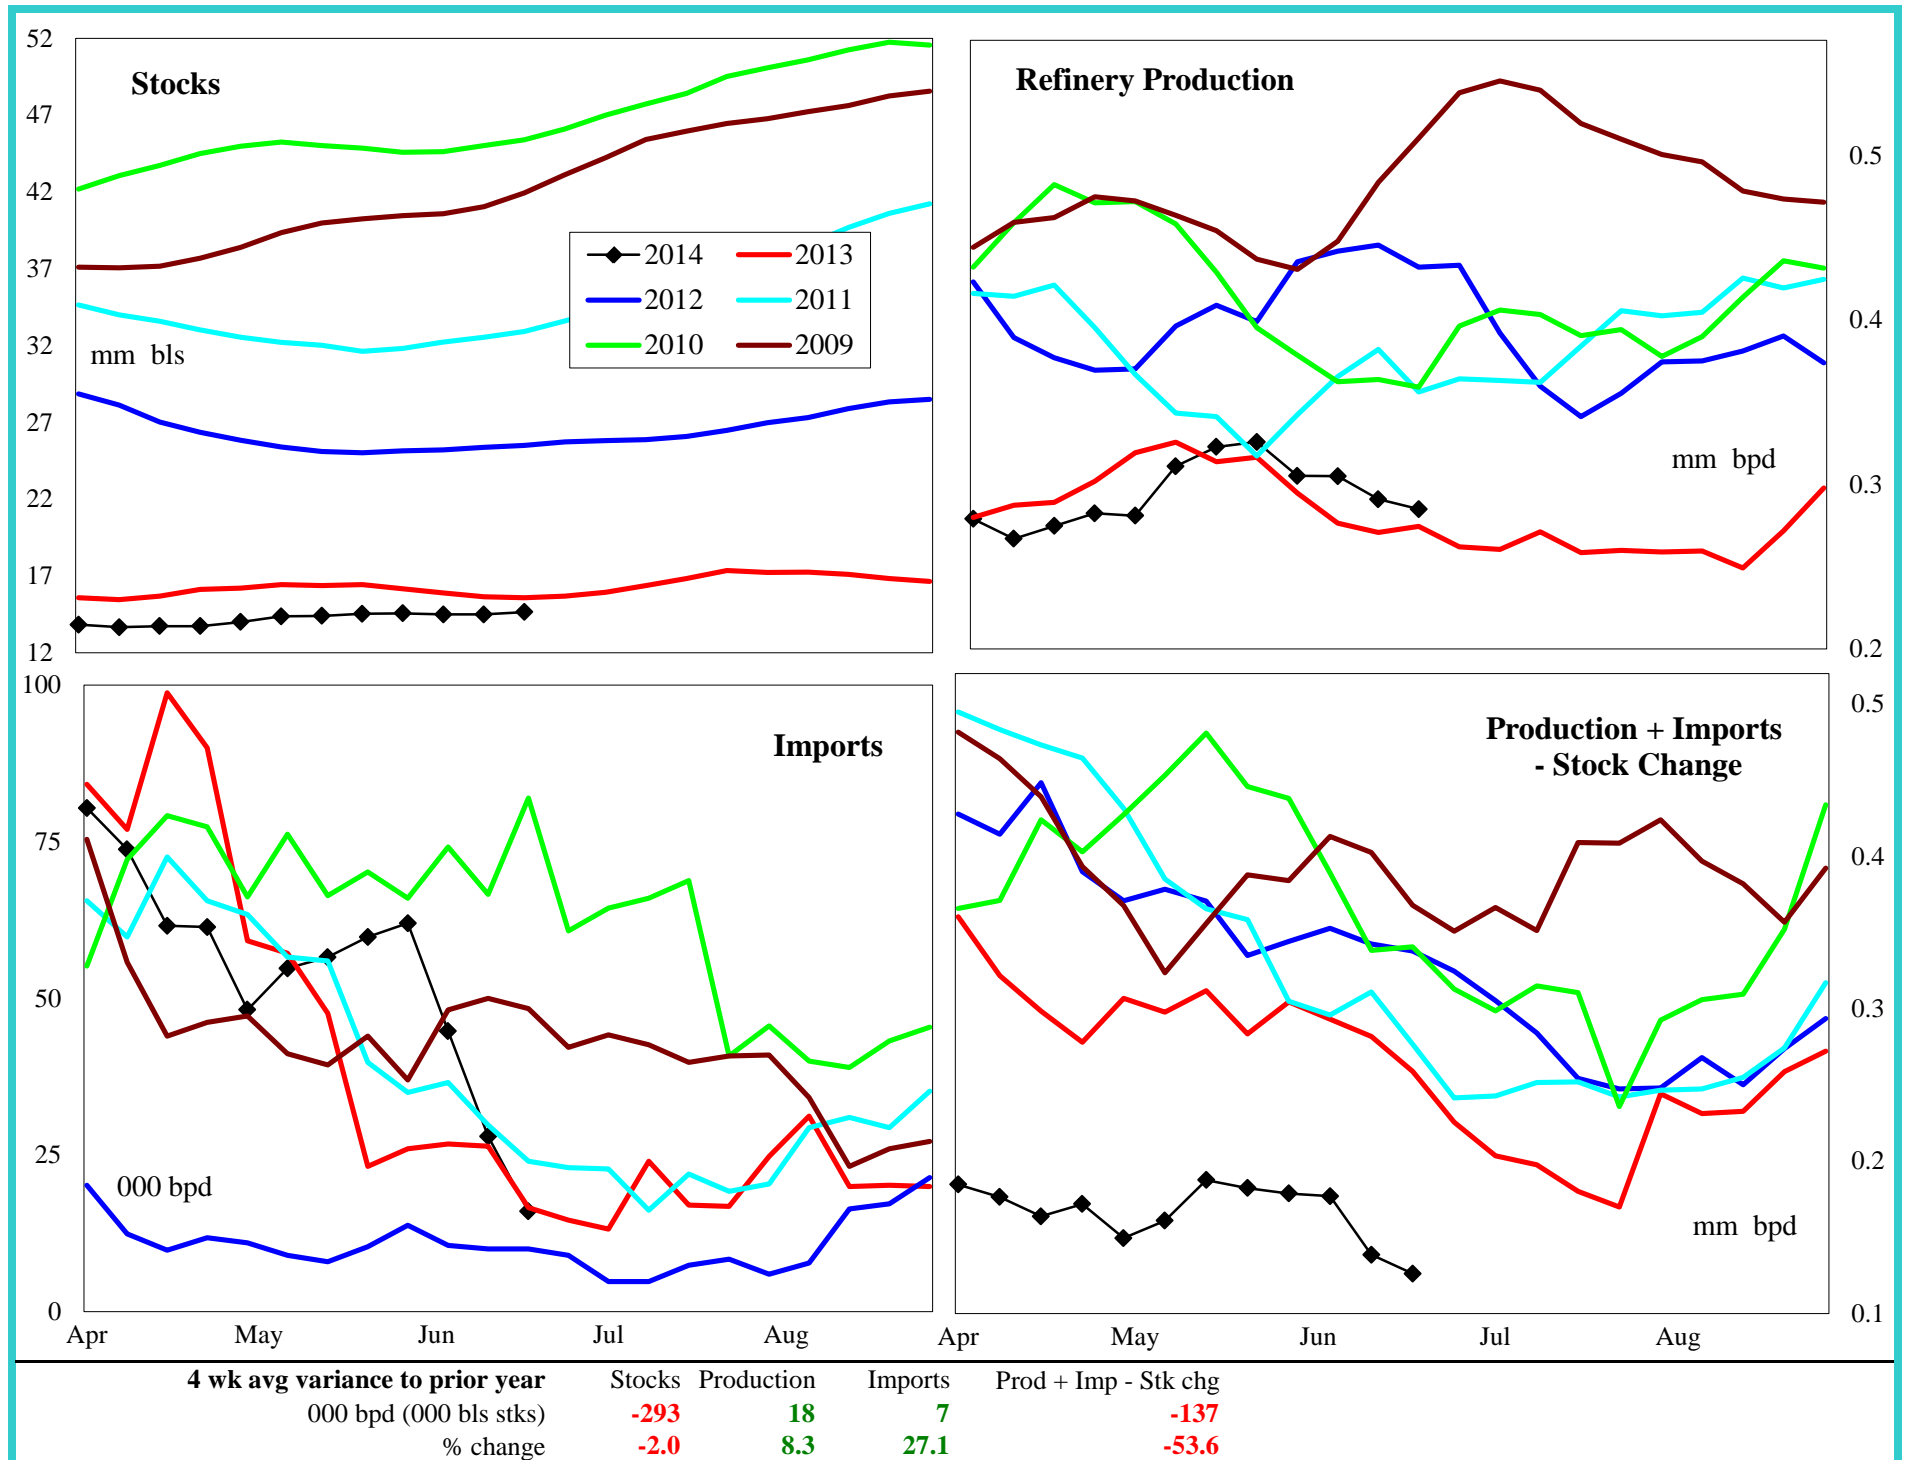 Stocks
52
47
42
37
32
27
22
17
12
mm bls
2014 2013
2012 2011
2010 2009
Refinery Production
0.5
0.4
0.3
0.2
mm bpd
Imports
100
75
50
25
0
000 bpd
Apr May Jun Jul Aug
Production + Imports
- Stock Change
0.5
0.4
0.3
0.2
0.1
mm bpd
Apr May Jun Jul Aug
4 wk avg variance to prior year Stocks Production Imports Prod + Imp - Stk chg
000 bpd (000 bls stks) -293 18 7 -137
% change -2.0 8.3 27.1 -53.6